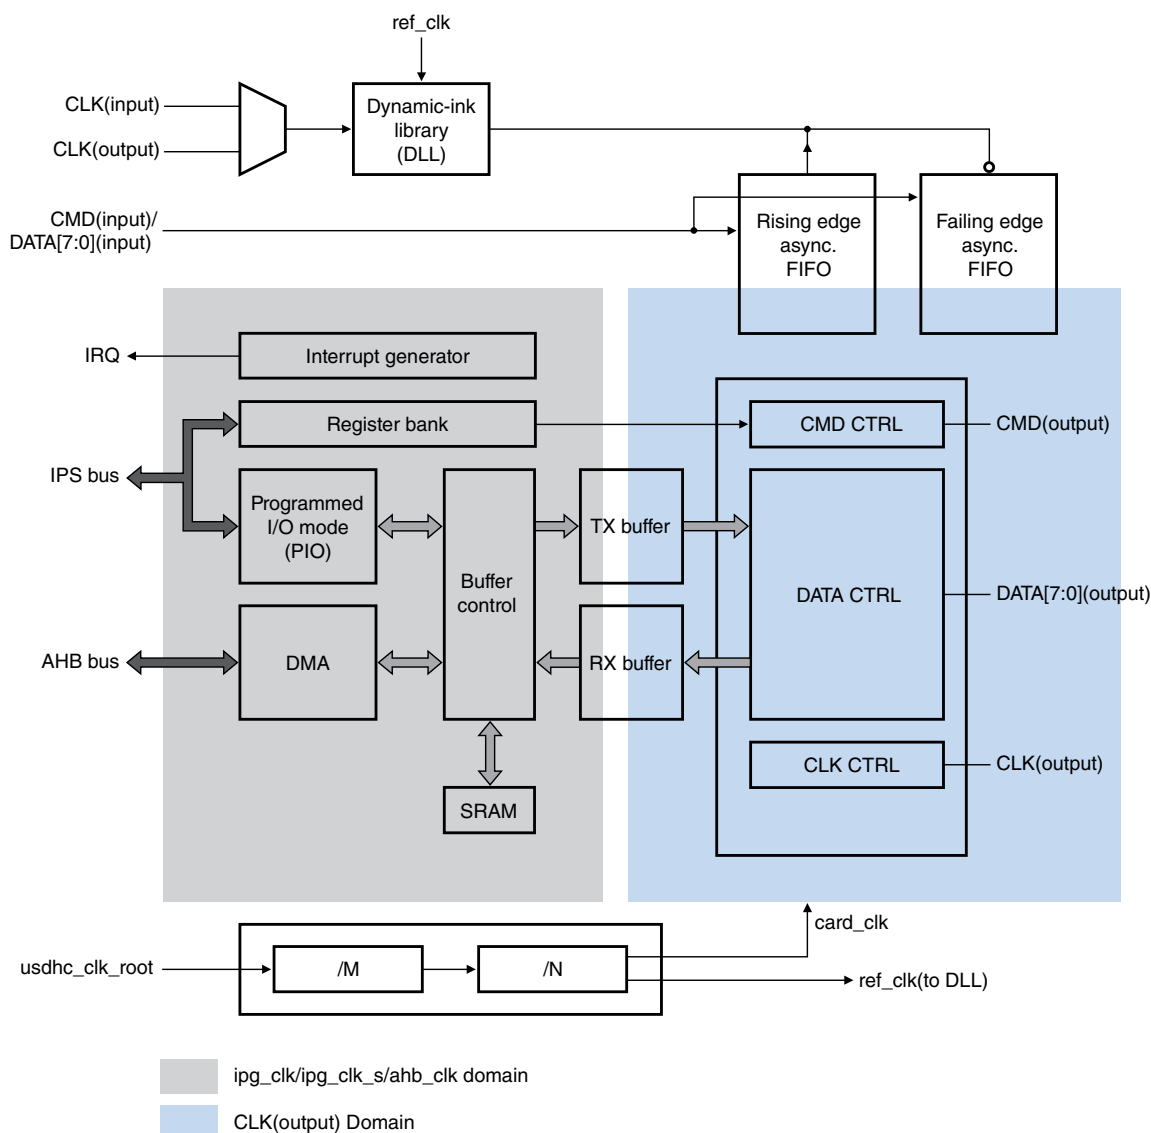 ref_clk
CLK(input)
CLK(output)
Dynamic-ink
library
(DLL)
CMD(input)/
DATA[7:0](input)
Rising edge
async.
FIFO
Failing edge
async.
FIFO
IRQ
Interrupt generator
Register bank
CMD CTRL
CMD(output)
IPS bus
Programmed
I/O mode
(PIO)
Buffer
control
TX buffer
DATA CTRL
DATA[7:0](output)
AHB bus
DMA
RX buffer
CLK CTRL
CLK(output)
SRAM
card_clk
usdhc_clk_root
/M
/N
ref_clk(to DLL)
ipg_clk/ipg_clk_s/ahb_clk domain
CLK(output) Domain